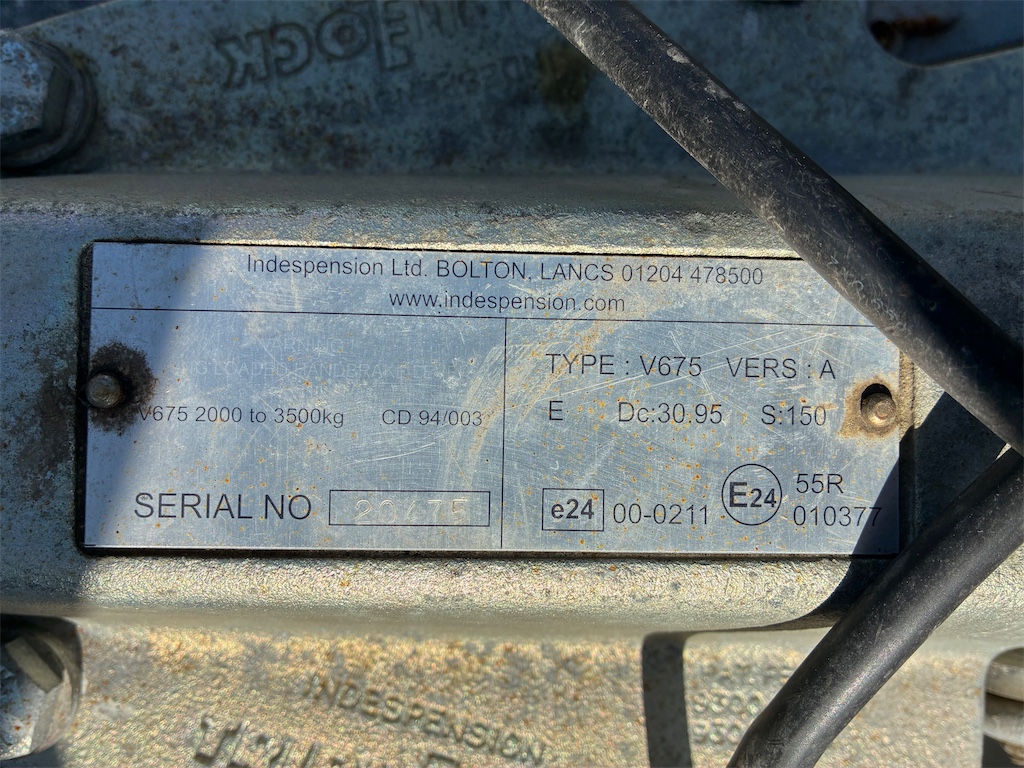 Indespension Ltd. BOLTON, LANCS 01204 478500
www.indespension.com
WARNING
V675 2000 to 3500kg CD 94/003
SERIAL NO 20475
TYPE : V675 VERS : A
E Dc:30.95 S:150
e24 00-0211 E24 55R
010377
INDESPENSION